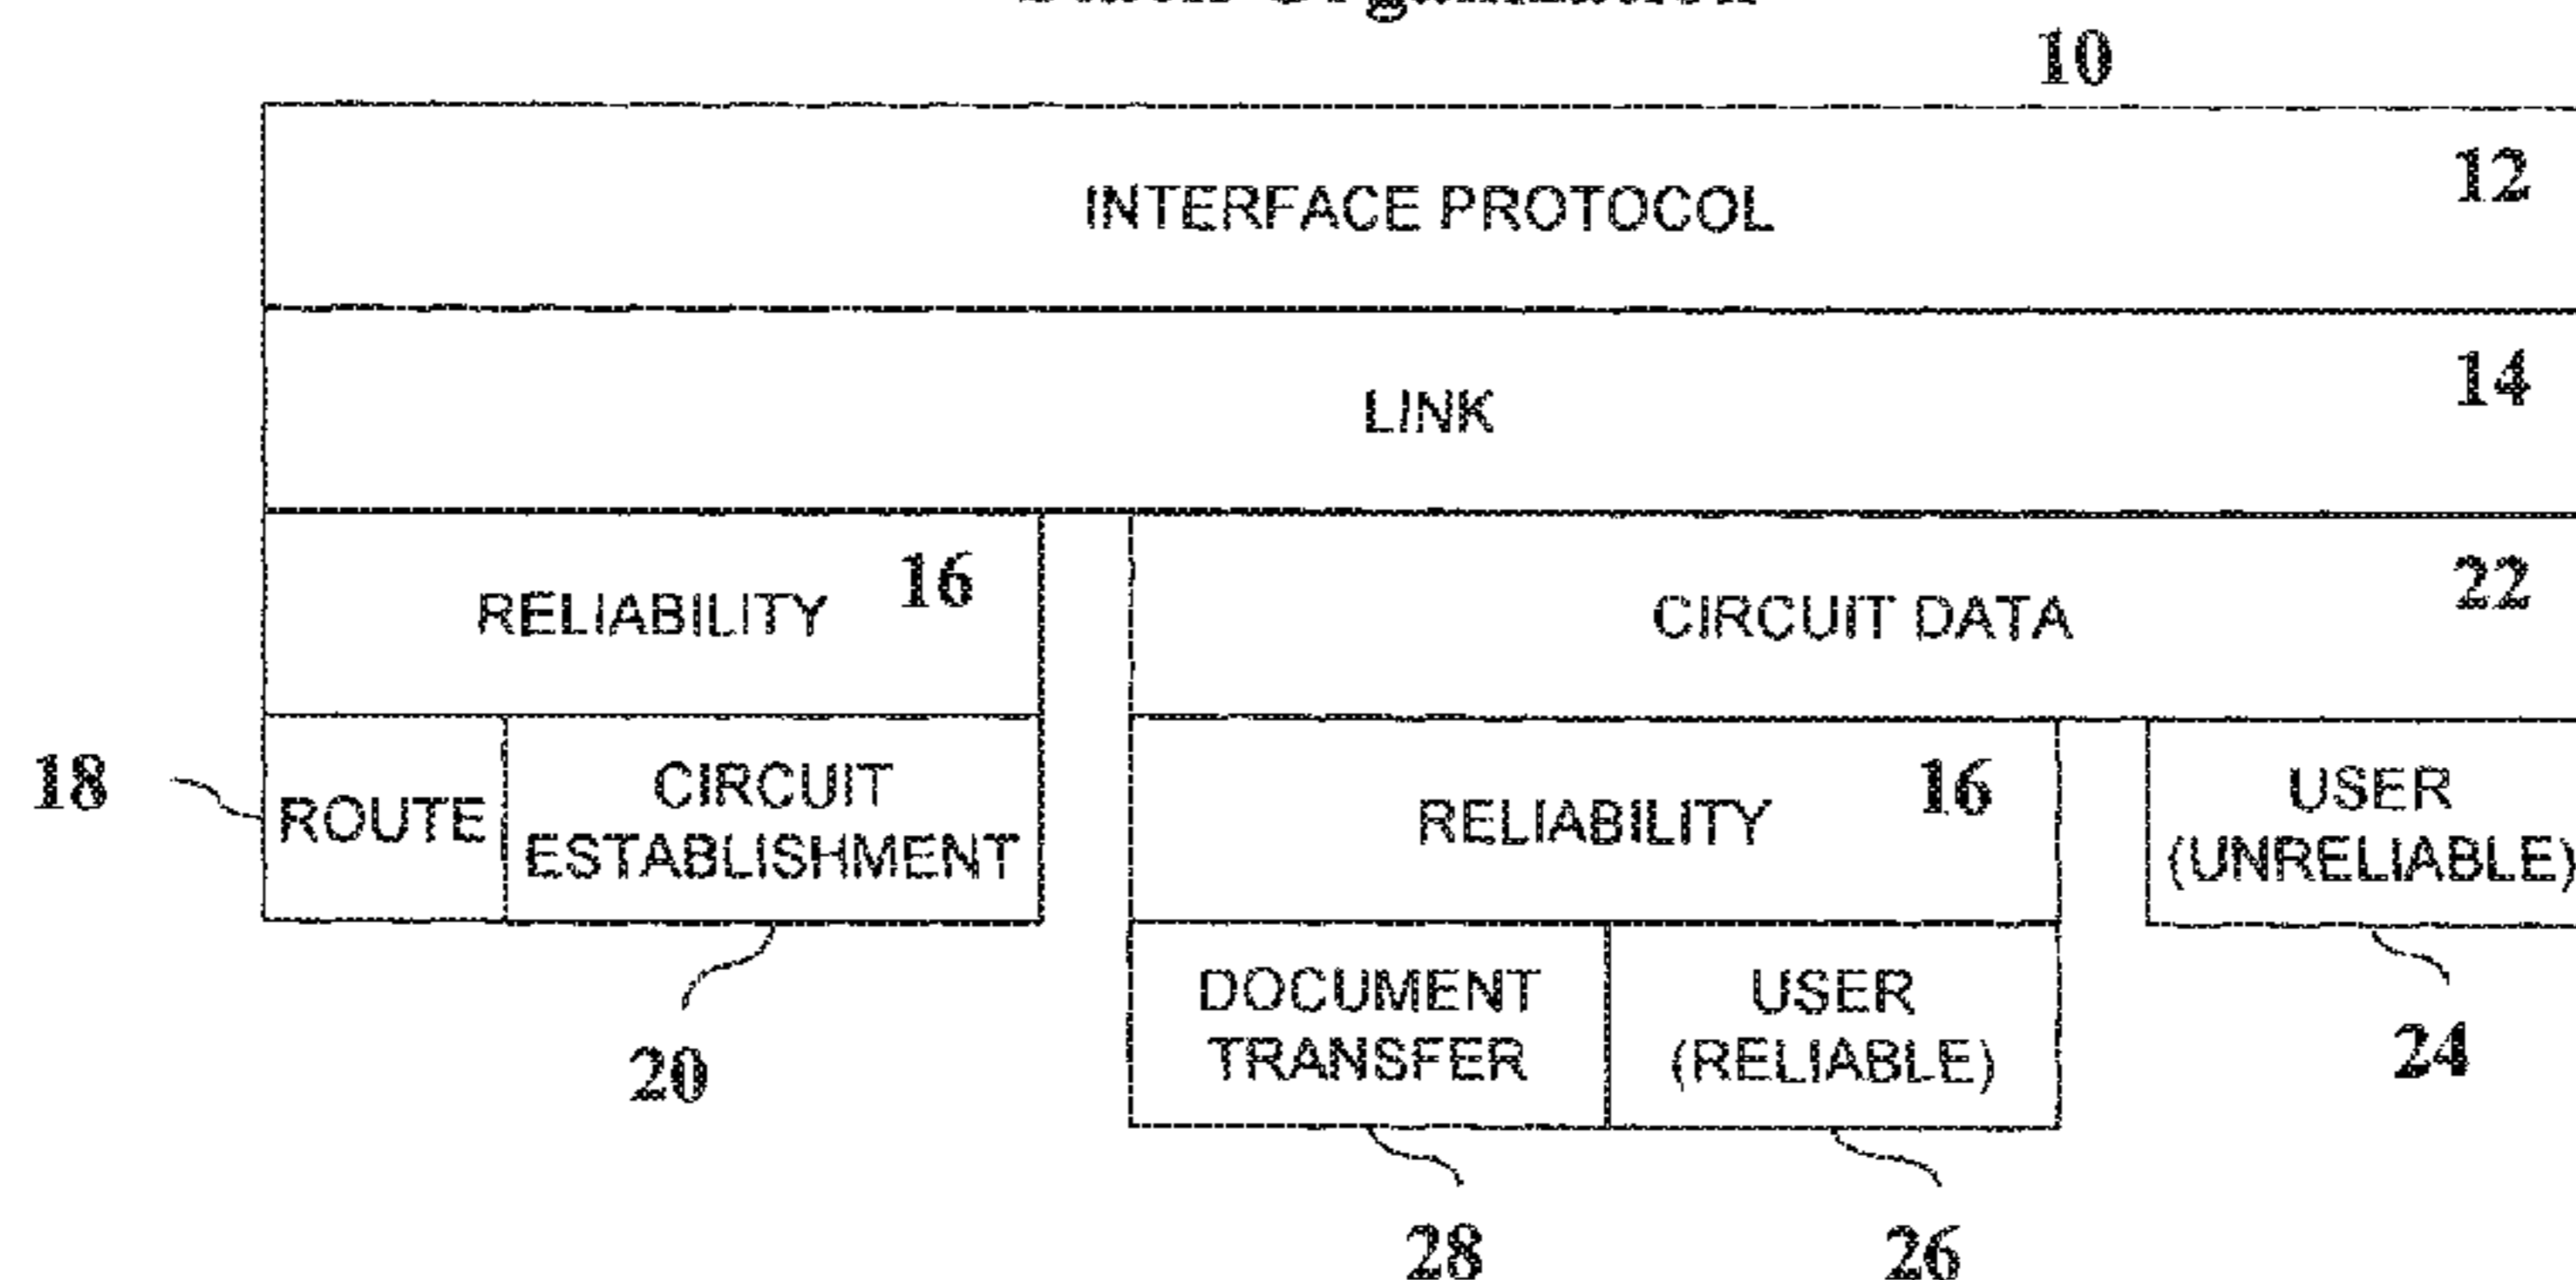 Organization
10
12
INTERFACE PROTOCOL
14
LINK
16
RELIABILITY
22
CIRCUIT DATA
18
ROUTE
CIRCUIT
ESTABLISHMENT
16
RELIABILITY
USER
(UNRELIABLE)
20
DOCUMENT
TRANSFER
USER
(RELIABLE)
24
28
26